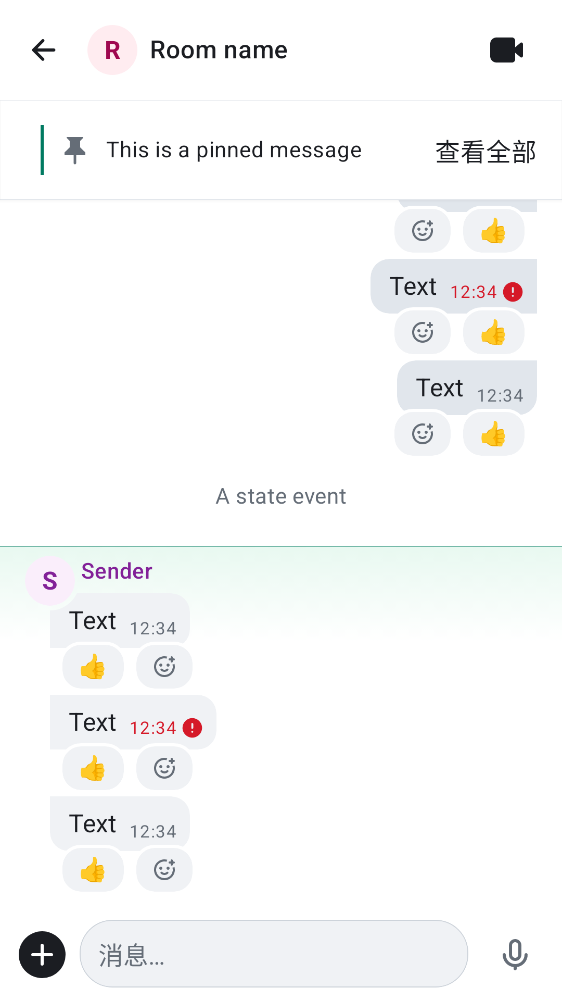 R Room name
This is a pinned message 查看全部
Text 12:34
Text 12:34
A state event
S Sender
Text 12:34
Text 12:34
Text 12:34
消息…